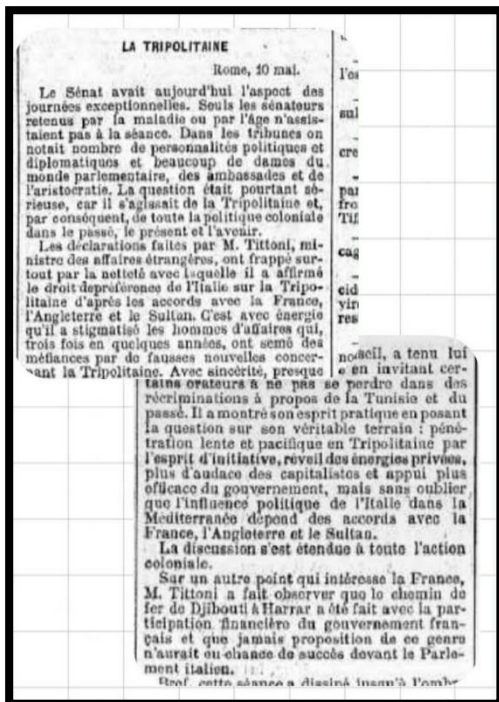 LA TRIPOLITAINE
Rome, 10 mai.
Le Sénat avait aujourd'hui l'aspect des
journées exceptionnelles. Seuls les sénateurs
retenus par la maladie ou par l'âge n'assis-
taient pas à la séance. Dans les tribunes on
notait nombre de personnalités politiques et
diplomatiques et beaucoup de dames du
monde parlementaire, des ambassades et de
l'aristocratie. La question était pourtant sé-
rieuse, car il s'agissait de la Tripolitaine et,
par conséquent, de toute la politique coloniale
dans le passé, le présent et l'avenir.
Les déclarations faites par M. Tittoni, mi-
nistre des affaires étrangères, ont frappé sur-
tout par la netteté avec laquelle il a affirmé
le droit de préférence de l'Italie sur la Tripo-
litaine d'après les accords avec la France,
l'Angleterre et le Sultan. C'est avec énergie
qu'il a stigmatisé les hommes d'affaires qui,
trois fois en quelques années, ont semé des
méfiances par de fausses nouvelles concer-
nant la Tripolitaine. Avec sincérité, presque
seil, a tenu lui
en invitant cer-
tains orateurs à ne pas se perdre dans des
récriminations à propos de la Tunisie et du
passé. Il a montré son esprit pratique en posant
la question sur son véritable terrain : péné-
tration lente et pacifique en Tripolitaine par
l'esprit d'initiative, réveil des énergies privées,
plus d'audace des capitalistes et appui plus
efficace du gouvernement, mais sans oublier
que l'influence politique de l'Italie dans la
Méditerranée dépend des accords avec la
France, l'Angleterre et le Sultan.
La discussion s'est étendue à toute l'action
coloniale.
Sur un autre point qui intéresse la France,
M. Tittoni a fait observer que le chemin de
fer de Djibouti à Harrar a été fait avec la par-
ticipation financière du gouvernement fran-
çais et que jamais proposition de ce genre
n'aurait eu chance de succès devant le Parle-
ment italien.
Bref, cette séance a dissipé jusqu'à l'ombr